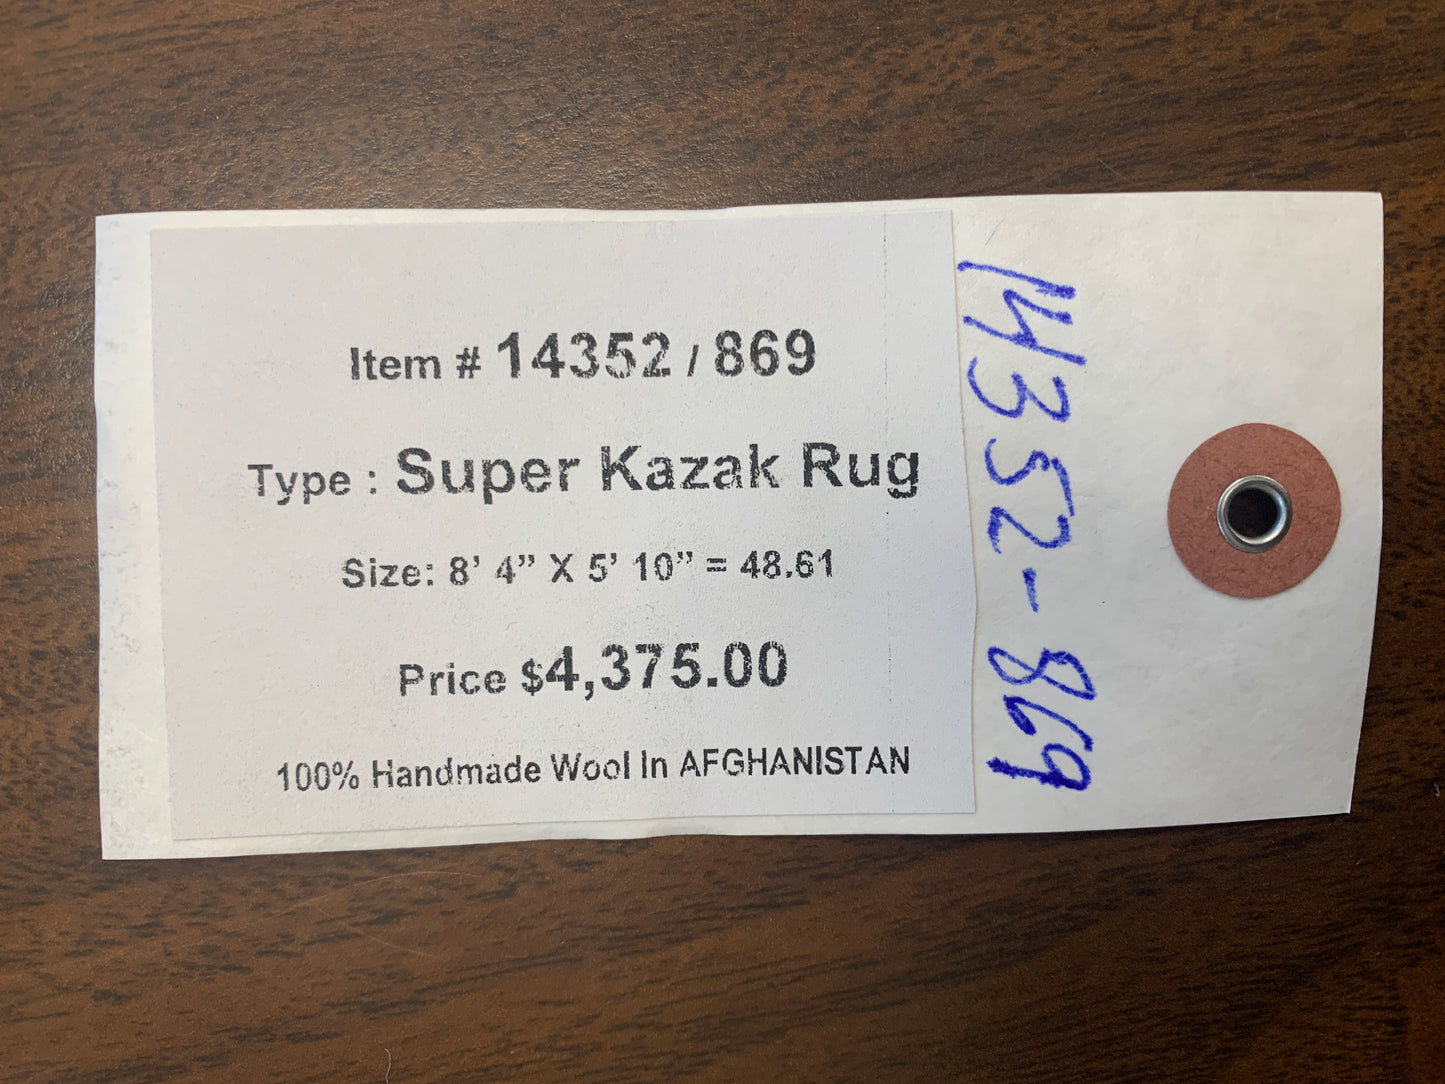 Item # 14352 / 869
Type : Super Kazak Rug
Size: 8’ 4” X 5’ 10” = 48.61
Price $4,375.00
100% Handmade Wool In AFGHANISTAN
14352-869